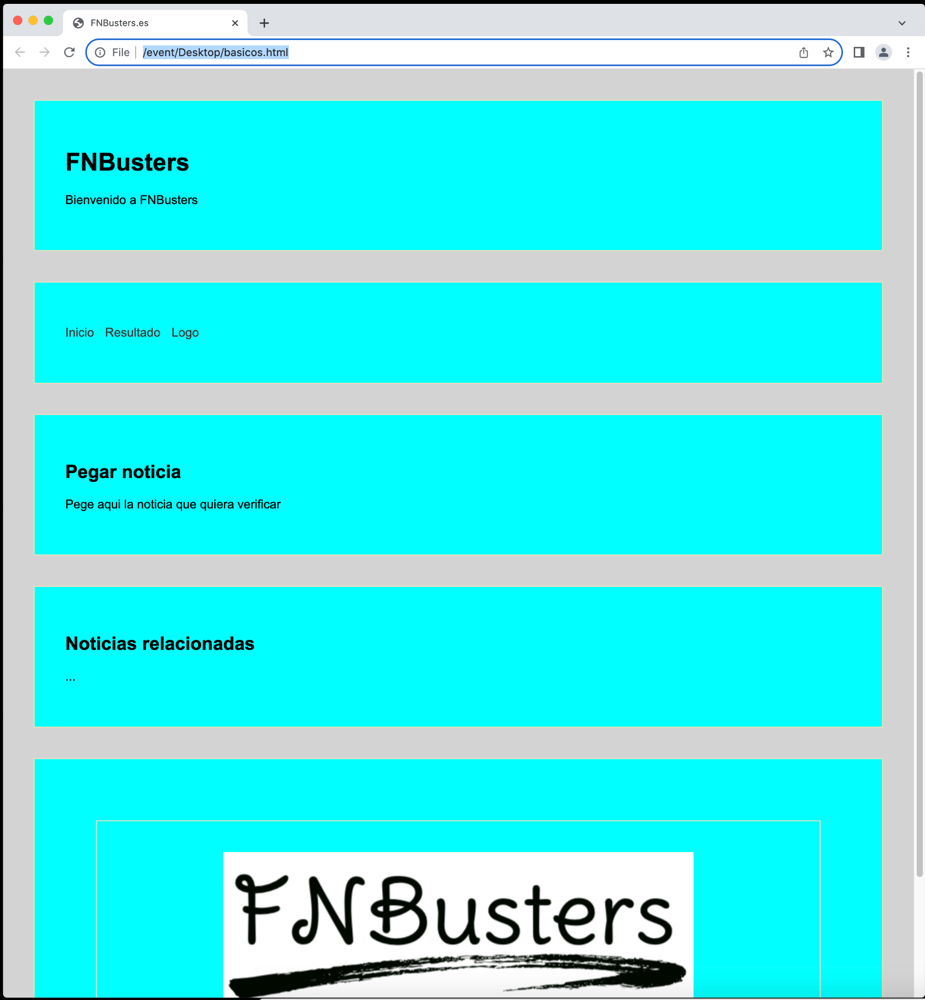 FNBusters.es
File /event/Desktop/basicos.html
FNBusters
Bienvenido a FNBusters
Inicio Resultado Logo
Pegar noticia
Pege aqui la noticia que quiera verificar
Noticias relacionadas
...
FNBusters